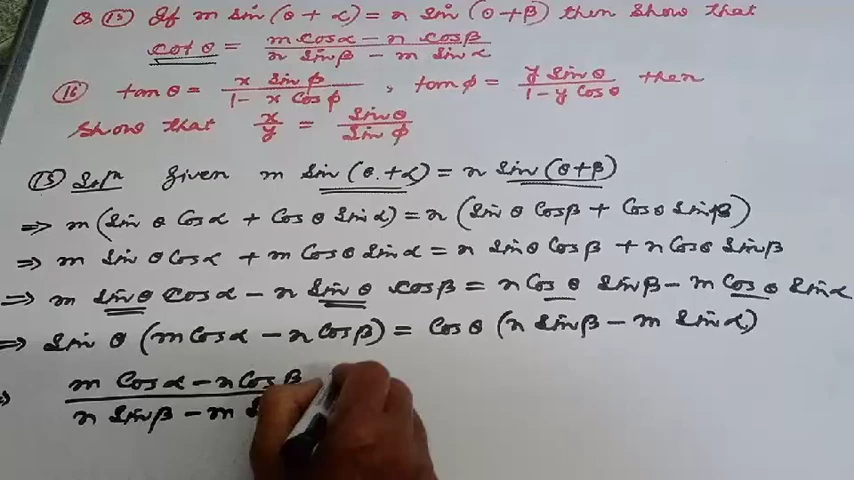 Q (15) If m sin (θ + α) = n sin (θ + β) then show that
cot θ = (m cos α − n cos β) / (n sin β − m sin α)
(16) tan θ = (x sin φ) / (1 − x cos φ) , tan φ = (y sin θ) / (1 − y cos θ) then
show that x/y = sin θ / sin φ
(15) Solⁿ Given m sin (θ + α) = n sin (θ + β)
⇒ m (sin θ cos α + cos θ sin α) = n (sin θ cos β + cos θ sin β)
⇒ m sin θ cos α + m cos θ sin α = n sin θ cos β + n cos θ sin β
⇒ m sin θ cos α − n sin θ cos β = n cos θ sin β − m cos θ sin α
⇒ sin θ (m cos α − n cos β) = cos θ (n sin β − m sin α)
⇒ (m cos α − n cos β) / (n sin β − m s